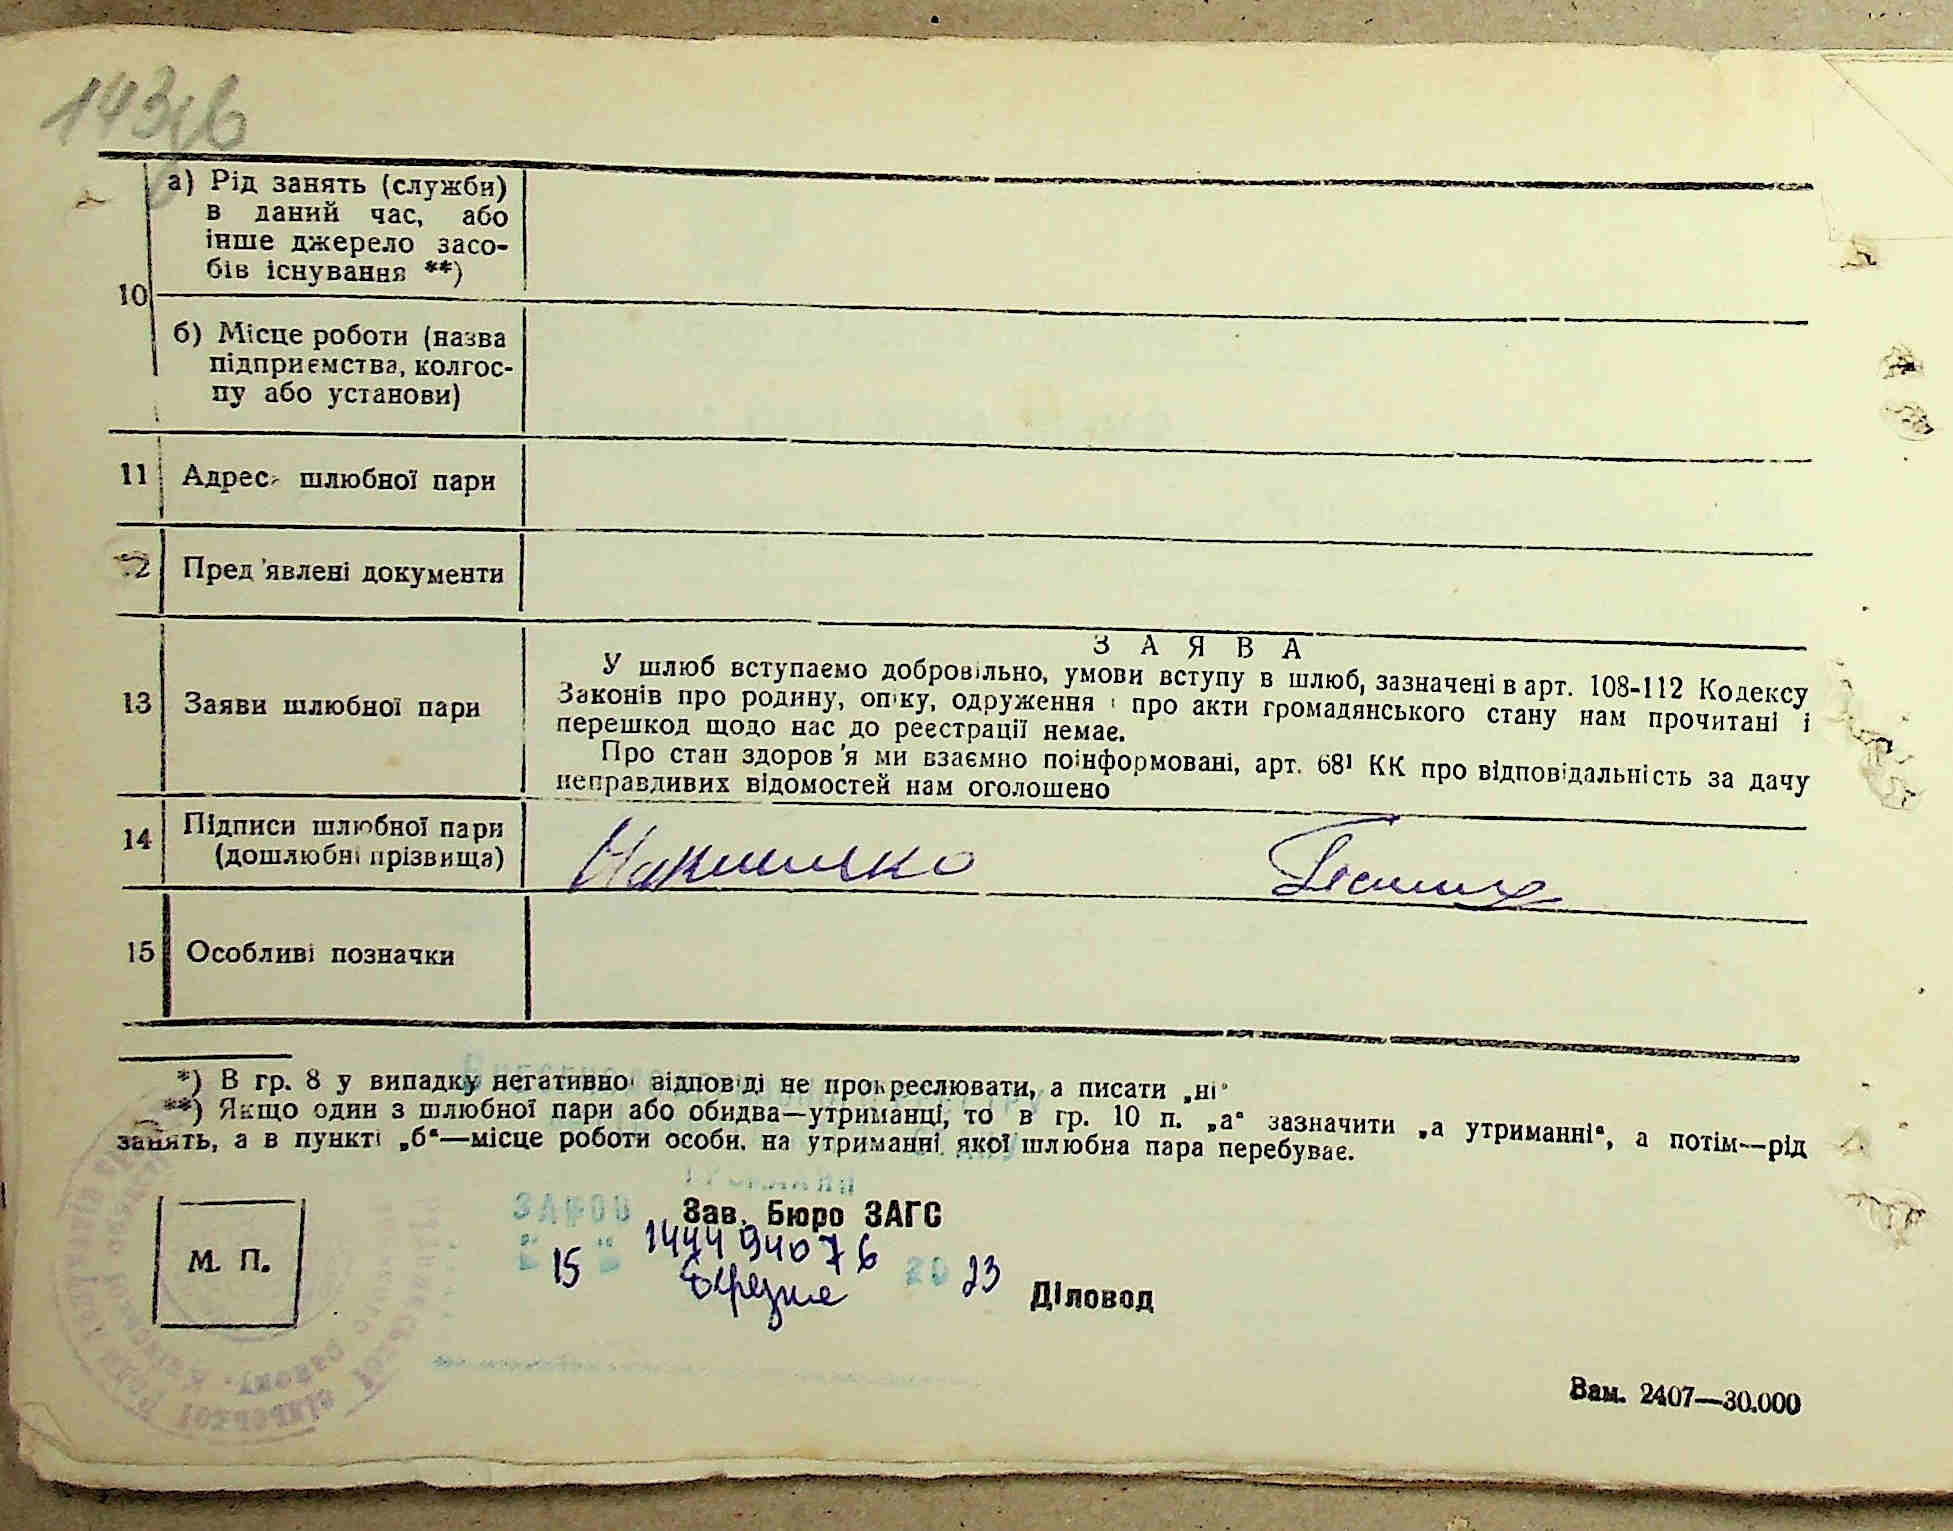 143зв
10
а) Рід занять (служби)
в даний час, або
інше джерело засо-
бів існування **)
б) Місце роботи (назва
підприємства, колгос-
пу або установи)
11 Адрес шлюбної пари
12 Пред'явлені документи
13 Заяви шлюбної пари
ЗАЯВА
У шлюб вступаємо добровільно, умови вступу в шлюб, зазначені в арт. 108-112 Кодексу
Законів про родину, опіку, одруження і про акти громадянського стану нам прочитані і
перешкод щодо нас до реєстрації немає.
Про стан здоров'я ми взаємно поінформовані, арт. 68¹ КК про відповідальність за дачу
неправдивих відомостей нам оголошено
14 Підписи шлюбної пари
(дошлюбні прізвища)
15 Особливі позначки
*) В гр. 8 у випадку негативної відповіді не прокреслювати, а писати „ні“
**) Якщо один з шлюбної пари або обидва—утриманці, то в гр. 10 п. „а“ зазначити „а утриманні“, а потім—рід
занять, а в пункті „б“—місце роботи особи, на утриманні якої шлюбна пара перебуває.
М. П.
Зав. Бюро ЗАГС
144494076
15 березня 2023
Діловод
Зам. 2407—30.000